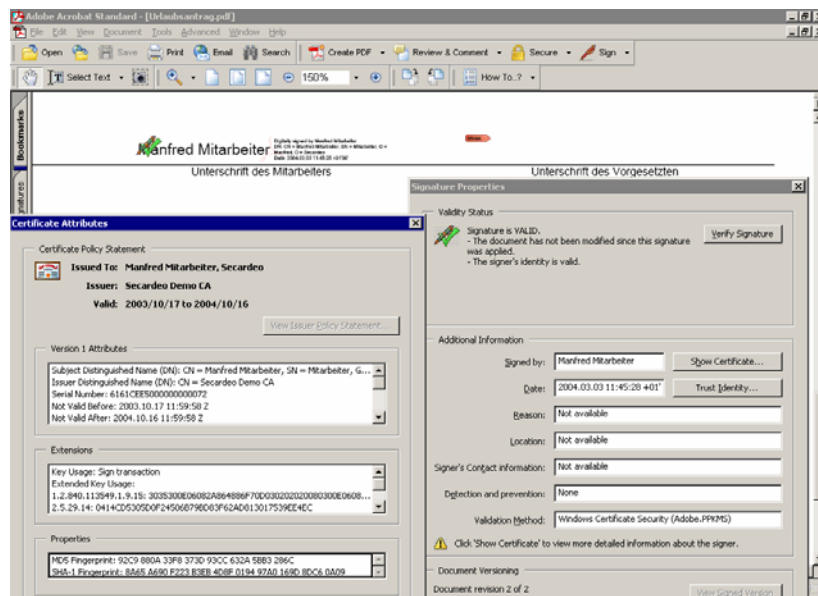 Adobe Acrobat Standard - [Urlaubsantrag.pdf]
File Edit View Document Tools Advanced Window Help
Open Save Print Email Search Create PDF Review & Comment Secure Sign
Select Text 150% How To..?
Bookmarks
Manfred Mitarbeiter
Digitally signed by Manfred Mitarbeiter
Unterschrift des Mitarbeiters
Unterschrift des Vorgesetzten
Signature Properties
Validity Status
Signature is VALID.
- The document has not been modified since this signature
was applied.
- The signer's identity is valid.
Verify Signature
Additional Information
Signed by: Manfred Mitarbeiter Show Certificate...
Date: 2004.03.03 11:45:28 +01' Trust Identity...
Reason: Not available
Location: Not available
Signer's Contact information: Not available
Detection and prevention: None
Validation Method: Windows Certificate Security (Adobe.PPKMS)
Click 'Show Certificate' to view more detailed information about the signer.
Document Versioning
Document revision 2 of 2
View Signed Version
Certificate Attributes
Certificate Policy Statement
Issued To: Manfred Mitarbeiter, Secardeo
Issuer: Secardeo Demo CA
Valid: 2003/10/17 to 2004/10/16
View Issuer Policy Statement...
Version 1 Attributes
Subject Distinguished Name (DN): CN = Manfred Mitarbeiter, SN = Mitarbeiter, G...
Issuer Distinguished Name (DN): CN = Secardeo Demo CA
Serial Number: 6161CEE5000000000072
Not Valid Before: 2003.10.17 11:59:58 Z
Not Valid After: 2004.10.16 11:59:58 Z
Extensions
Key Usage: Sign transaction
Extended Key Usage:
1.2.840.113549.1.9.15: 3035300E06082A864886F70D030202020080300E0608...
2.5.29.14: 0414CD5305D0F24506B79BD83F62AD013017539EE4EC
Properties
MD5 Fingerprint: 92C9 880A 33F8 373D 93CC 632A 5BB3 286C
SHA-1 Fingerprint: 8A65 A690 F223 B3EB 4D8F 0194 97A0 169D 8DC6 0A09